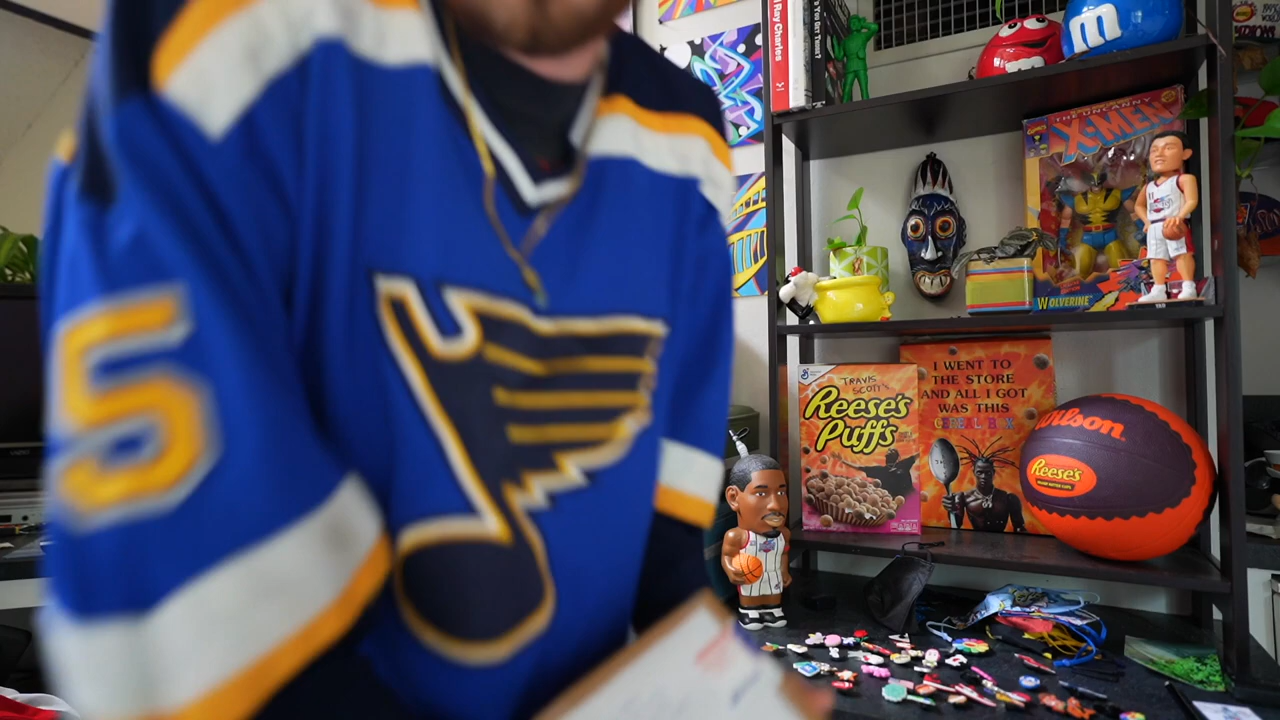 Ray Charles
5
m
m
THE UNCANNY
X-MEN
WOLVERINE
YAO
TRAVIS
SCOTT'S
Reese's
Puffs
I WENT TO
THE STORE
AND ALL I GOT
WAS THIS
CEREAL BOX
Wilson
Reese's